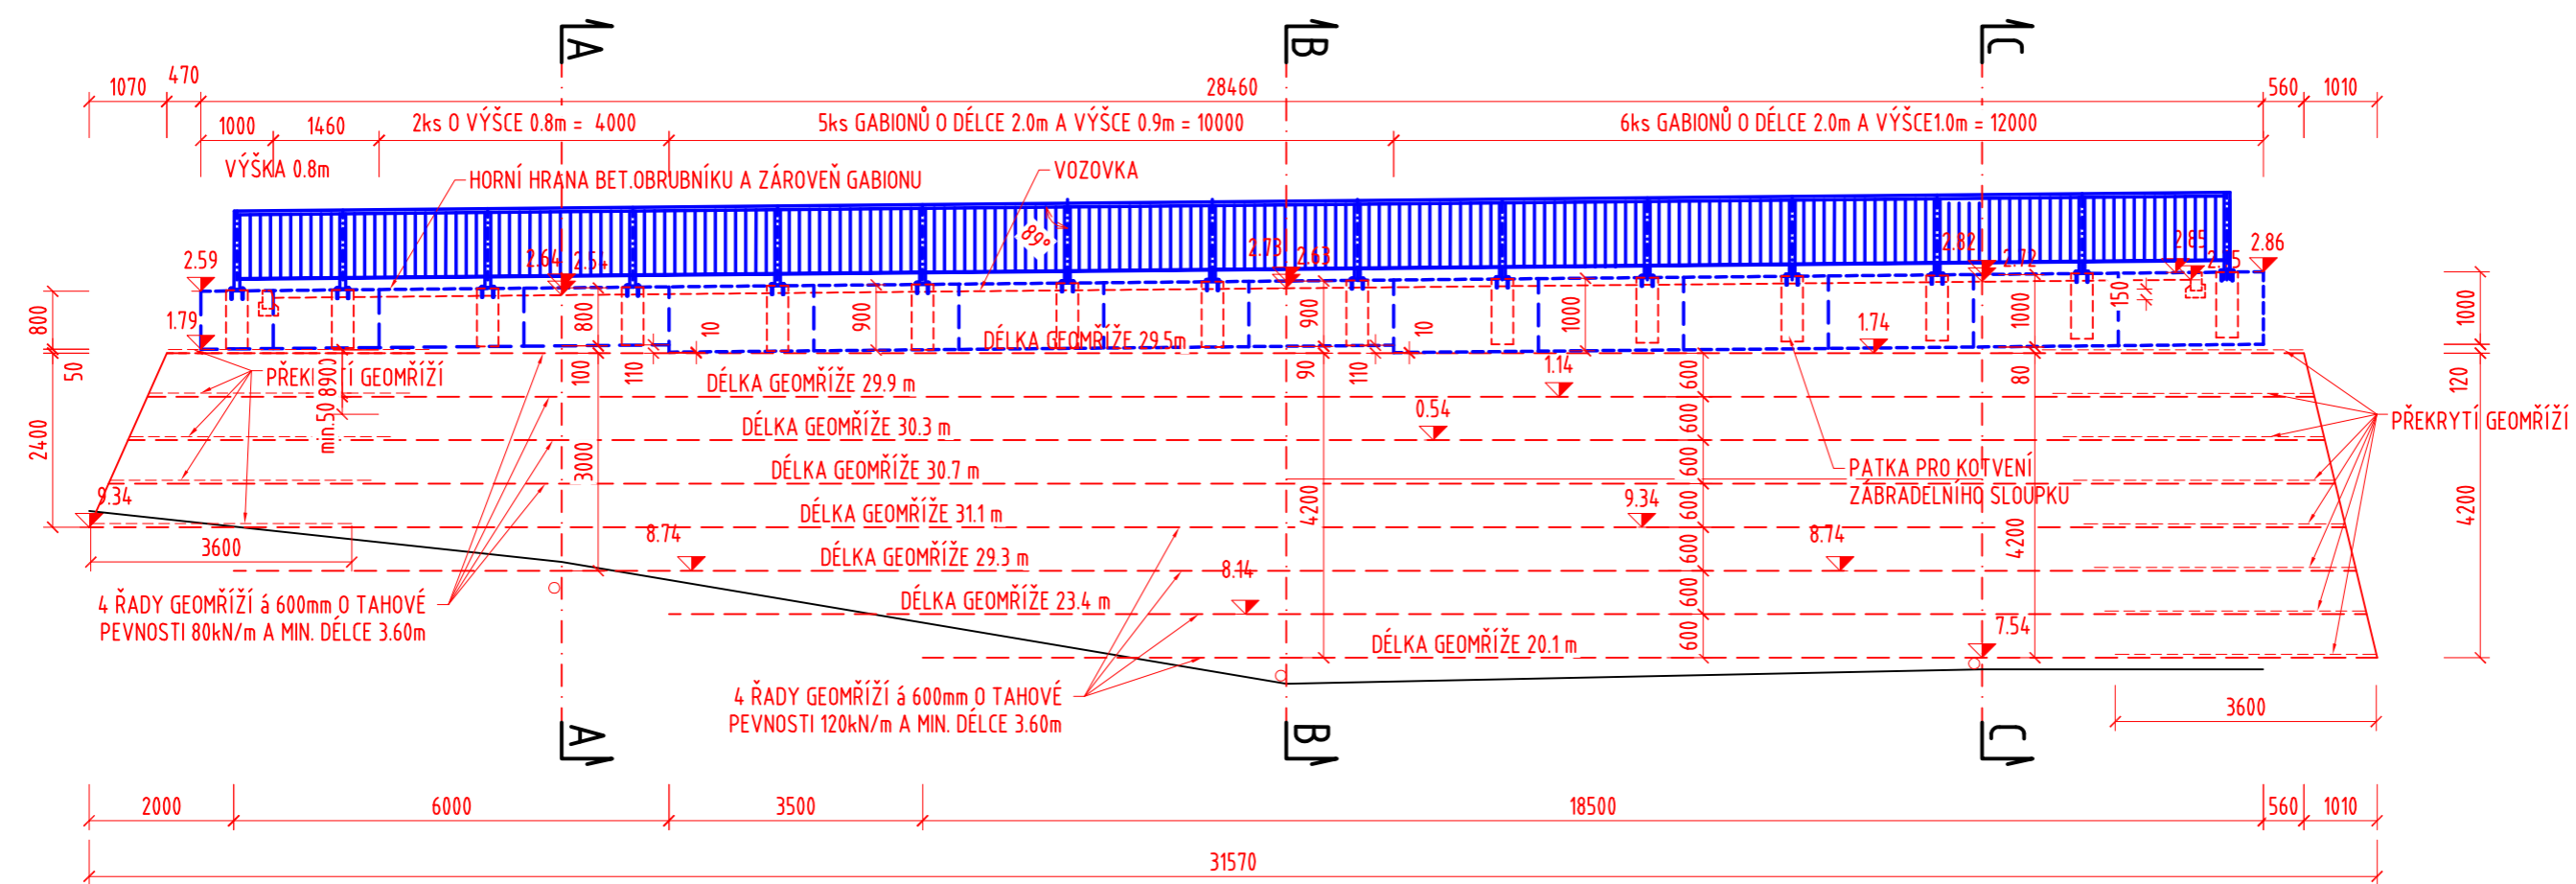 A
B
C
1070
470
28460
560
1010
1000
1460
2ks O VÝŠCE 0.8m = 4000
5ks GABIONŮ O DÉLCE 2.0m A VÝŠCE 0.9m = 10000
6ks GABIONŮ O DÉLCE 2.0m A VÝŠCE1.0m = 12000
VÝŠKA 0.8m
HORNÍ HRANA BET.OBRUBNÍKU A ZÁROVEŇ GABIONU
VOZOVKA
89°
2.59
2.64
2.54
2.73
2.63
2.82
2.72
2.85
2.86
800
1.79
800
10
900
900
10
1000
1000
150
1000
DÉLKA GEOMŘÍŽE 29.5m
1.74
50
PŘEKRYTÍ GEOMŘÍŽÍ
100
110
DÉLKA GEOMŘÍŽE 29.9 m
90
110
1.14
600
80
120
min.50
8900
2400
DÉLKA GEOMŘÍŽE 30.3 m
0.54
600
PŘEKRYTÍ GEOMŘÍŽÍ
3000
DÉLKA GEOMŘÍŽE 30.7 m
600
PATKA PRO KOTVENÍ
ZÁBRADELNÍHO SLOUPKU
9.34
DÉLKA GEOMŘÍŽE 31.1 m
4200
9.34
600
4200
4200
3600
8.74
DÉLKA GEOMŘÍŽE 29.3 m
8.74
600
4 ŘADY GEOMŘÍŽÍ á 600mm O TAHOVÉ
PEVNOSTI 80kN/m A MIN. DÉLCE 3.60m
DÉLKA GEOMŘÍŽE 23.4 m
8.14
600
DÉLKA GEOMŘÍŽE 20.1 m
600
7.54
4 ŘADY GEOMŘÍŽÍ á 600mm O TAHOVÉ
PEVNOSTI 120kN/m A MIN. DÉLCE 3.60m
3600
A
B
C
2000
6000
3500
18500
560
1010
31570